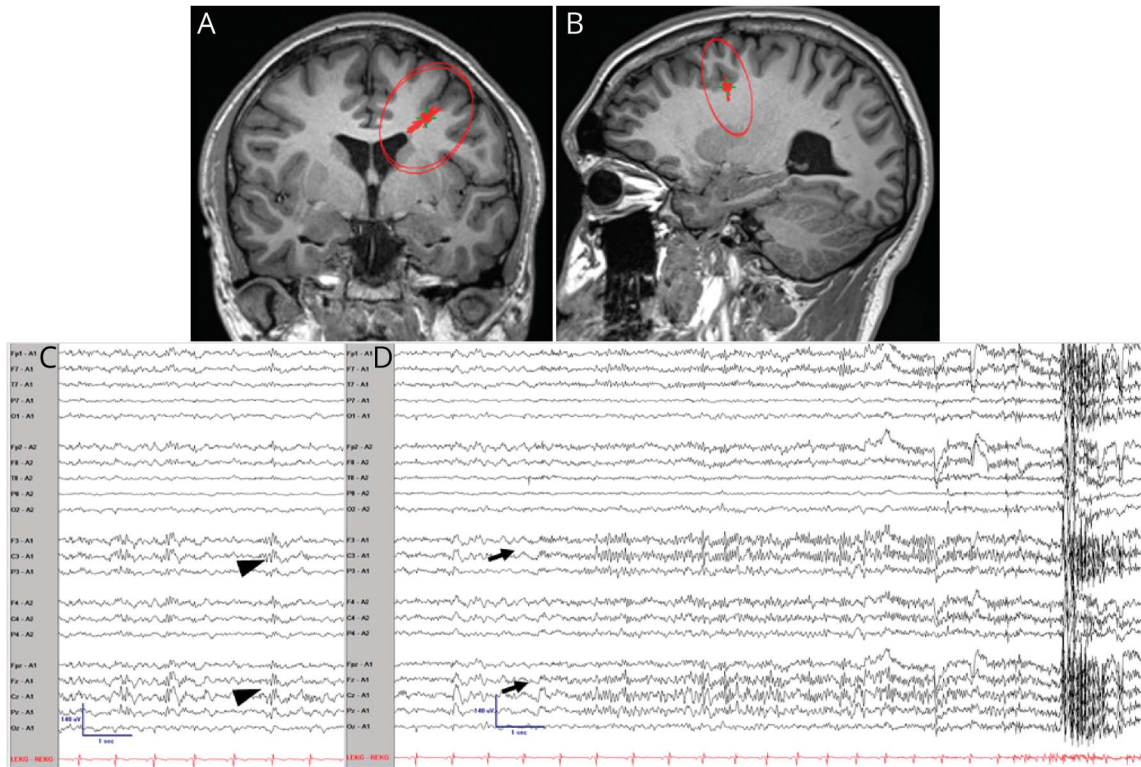 A
B
C
D
Fp1 - A1
F7 - A1
T7 - A1
P7 - A1
O1 - A1
Fp2 - A2
F8 - A2
T8 - A2
P8 - A2
O2 - A2
F3 - A1
C3 - A1
P3 - A1
F4 - A2
C4 - A2
P4 - A2
Fpz - A1
Fz - A1
Cz - A1
Pz - A1
Oz - A1
LEKG - REKG
140 uV
1 sec
Fp1 - A1
F7 - A1
T7 - A1
P7 - A1
O1 - A1
Fp2 - A2
F8 - A2
T8 - A2
P8 - A2
O2 - A2
F3 - A1
C3 - A1
P3 - A1
F4 - A2
C4 - A2
P4 - A2
Fpz - A1
Fz - A1
Cz - A1
Pz - A1
Oz - A1
LEKG - REKG
140 uV
1 sec